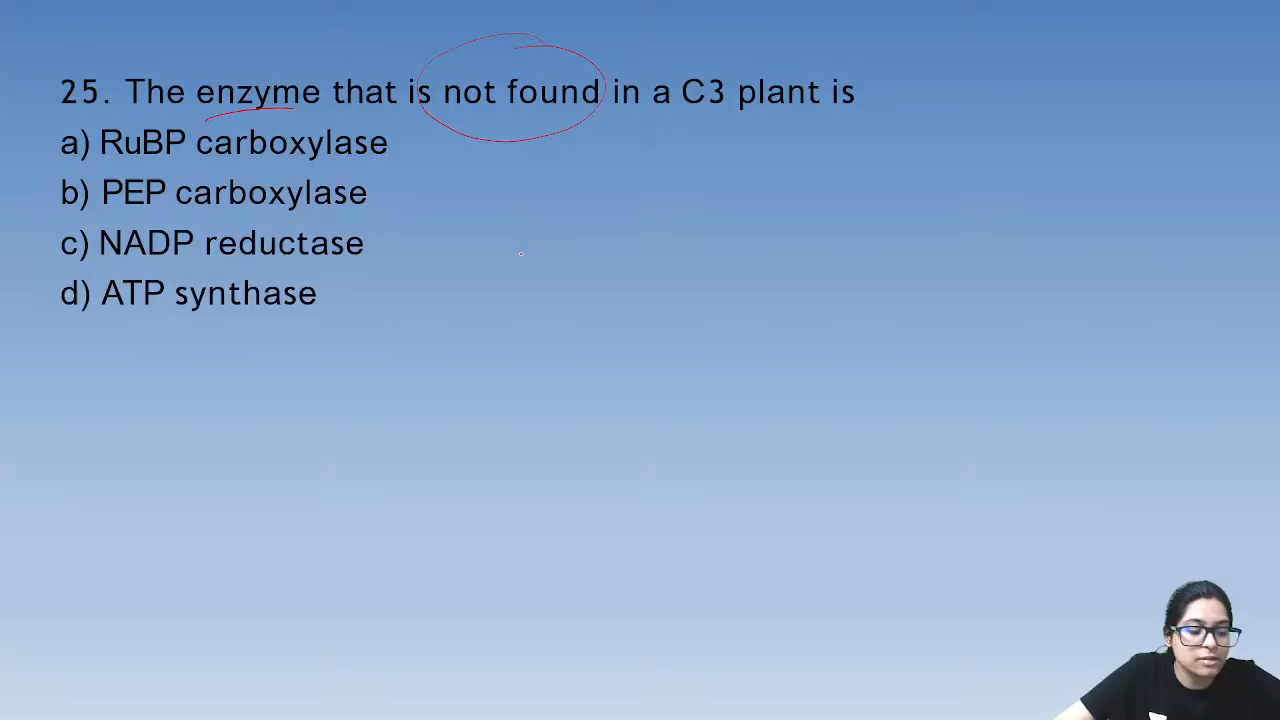 25. The enzyme that is not found in a C3 plant is
a) RuBP carboxylase
b) PEP carboxylase
c) NADP reductase
d) ATP synthase